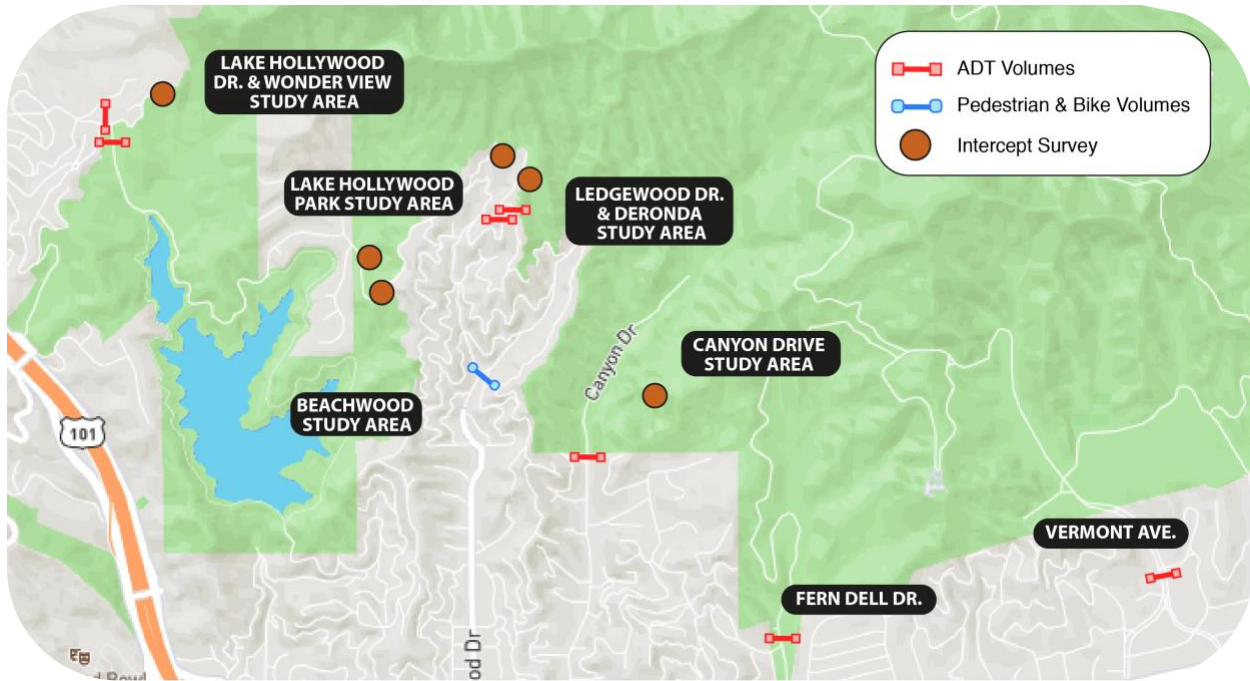 LAKE HOLLYWOOD
DR. & WONDER VIEW
STUDY AREA
ADT Volumes
Pedestrian & Bike Volumes
Intercept Survey
LAKE HOLLYWOOD
PARK STUDY AREA
LEDGEWOOD DR.
& DERONDA
STUDY AREA
Canyon Dr
CANYON DRIVE
STUDY AREA
BEACHWOOD
STUDY AREA
101
VERMONT AVE.
FERN DELL DR.
od Dr